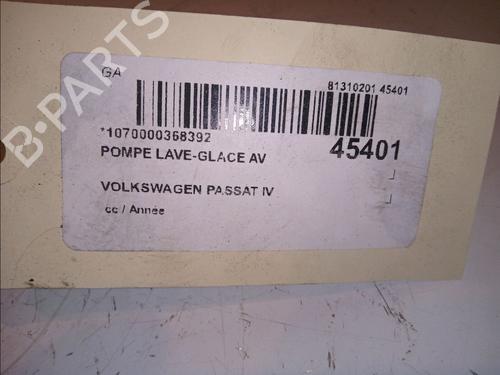 GA
81310201 45401
*1070000368392
45401
POMPE LAVE-GLACE AV
VOLKSWAGEN PASSAT IV
cc / Année
B-PARTS